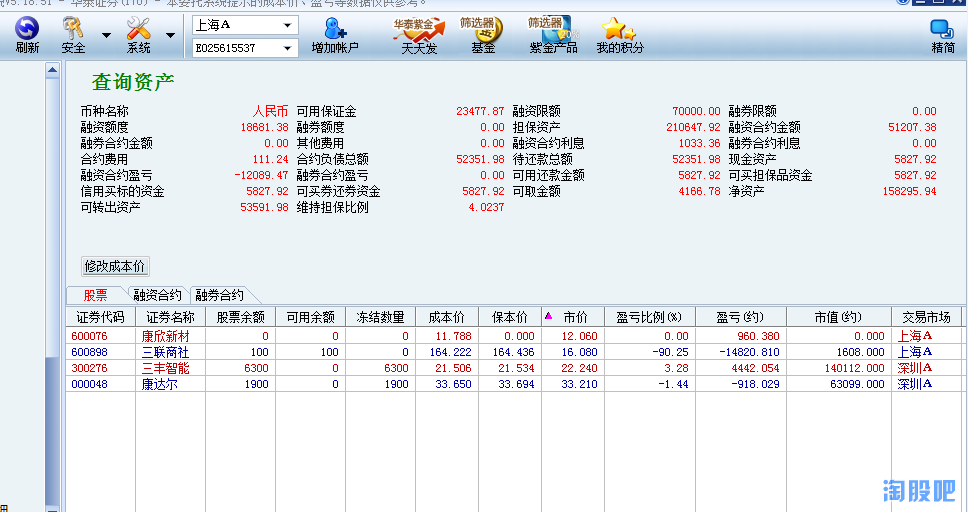 V5.18.51 - 华泰证券(110) - 本委托系统提示的成本价、盈亏等数据仅供参考。
刷新 安全 系统 上海A 增加帐户 华泰紫金 天天发 筛选器 基金 筛选器 紫金产品 我的积分 精简
E025615537
查询资产
币种名称 人民币 可用保证金 23477.87 融资限额 70000.00 融券限额 0.00
融资额度 18681.38 融券额度 0.00 担保资产 210647.92 融资合约金额 51207.38
融券合约金额 0.00 其他费用 0.00 融资合约利息 1033.36 融券合约利息 0.00
合约费用 111.24 合约负债总额 52351.98 待还款总额 52351.98 现金资产 5827.92
融资合约盈亏 -12089.47 融券合约盈亏 0.00 可用还款金额 5827.92 可买担保品资金 5827.92
信用买标的资金 5827.92 可买券还券资金 5827.92 可取金额 4166.78 净资产 158295.94
可转出资产 53591.98 维持担保比例 4.0237
修改成本价
股票 融资合约 融券合约
证券代码 证券名称 股票余额 可用余额 冻结数量 成本价 保本价 市价 盈亏比例(%) 盈亏(约) 市值(约) 交易市场
600076 康欣新材 0 0 0 11.788 0.000 12.060 0.00 960.380 0.000 上海A
600898 三联商社 100 100 0 164.222 164.436 16.080 -90.25 -14820.810 1608.000 上海A
300276 三丰智能 6300 0 6300 21.506 21.534 22.240 3.28 4442.054 140112.000 深圳A
000048 康达尔 1900 0 1900 33.650 33.694 33.210 -1.44 -918.029 63099.000 深圳A
淘股吧